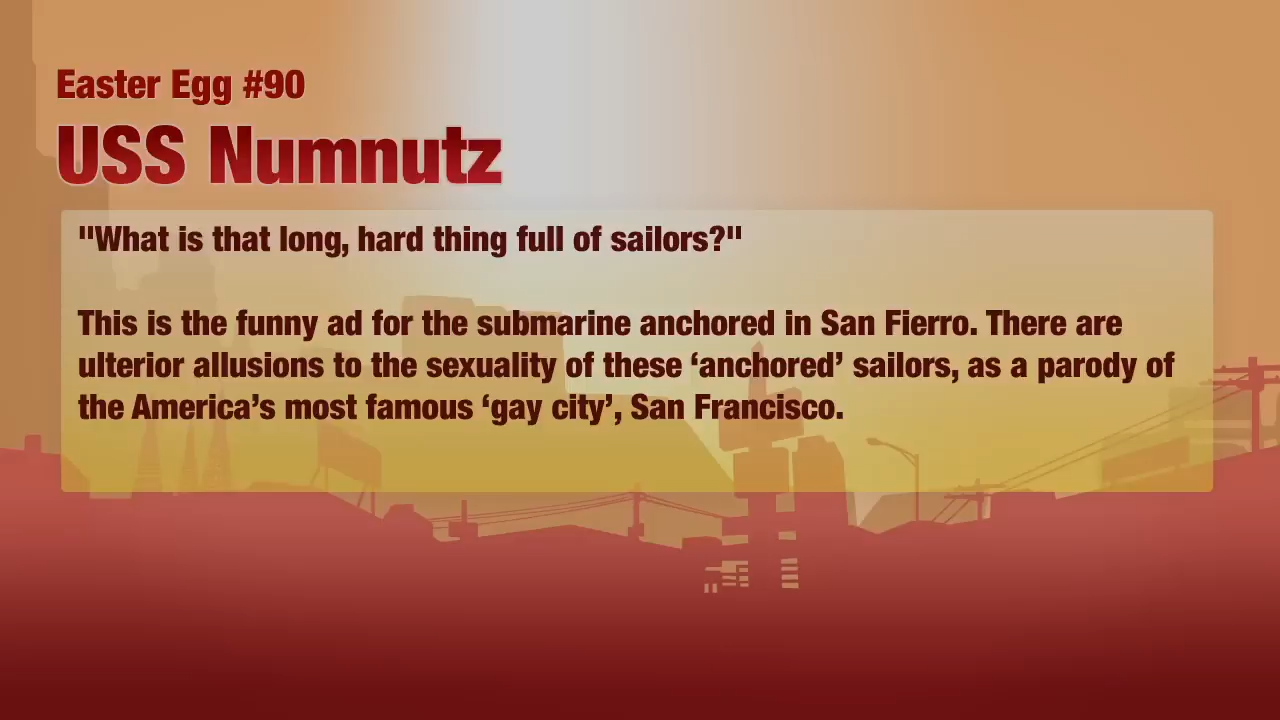 Easter Egg #90
USS Numnutz
"What is that long, hard thing full of sailors?"
This is the funny ad for the submarine anchored in San Fierro. There are
ulterior allusions to the sexuality of these ‘anchored’ sailors, as a parody of
the America’s most famous ‘gay city’, San Francisco.